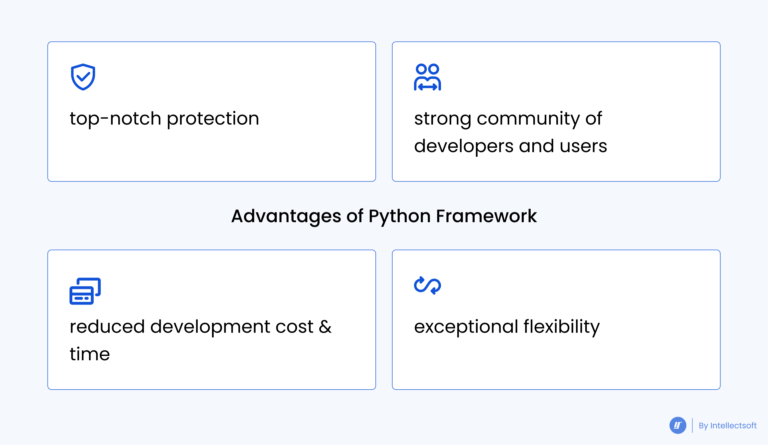 top-notch protection
strong community of
developers and users
Advantages of Python Framework
reduced development cost &
time
exceptional flexibility
By Intellectsoft